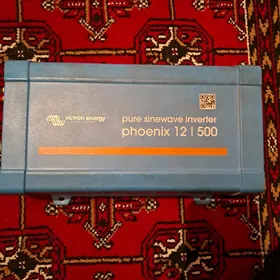 victron energy
pure sinewave inverter
phoenix 12 | 500